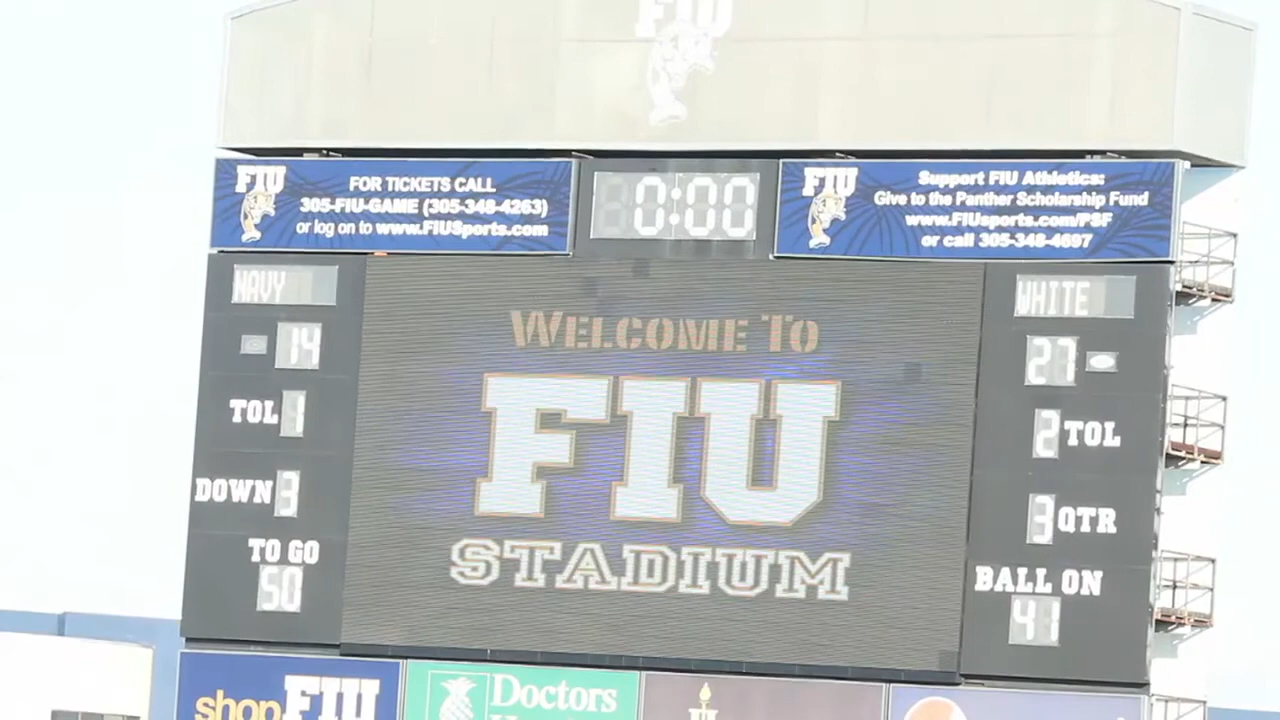 FIU
FIU
FOR TICKETS CALL
305-FIU-GAME (305-348-4263)
or log on to www.FIUSports.com
0:00
FIU
Support FIU Athletics:
Give to the Panther Scholarship Fund
www.FIUsports.com/PSF
or call 305-348-4697
NAVY
14
TOL 1
DOWN 3
TO GO
50
WELCOME TO
FIU
STADIUM
WHITE
27
2 TOL
3 QTR
BALL ON
41
shop FIU
Doctors